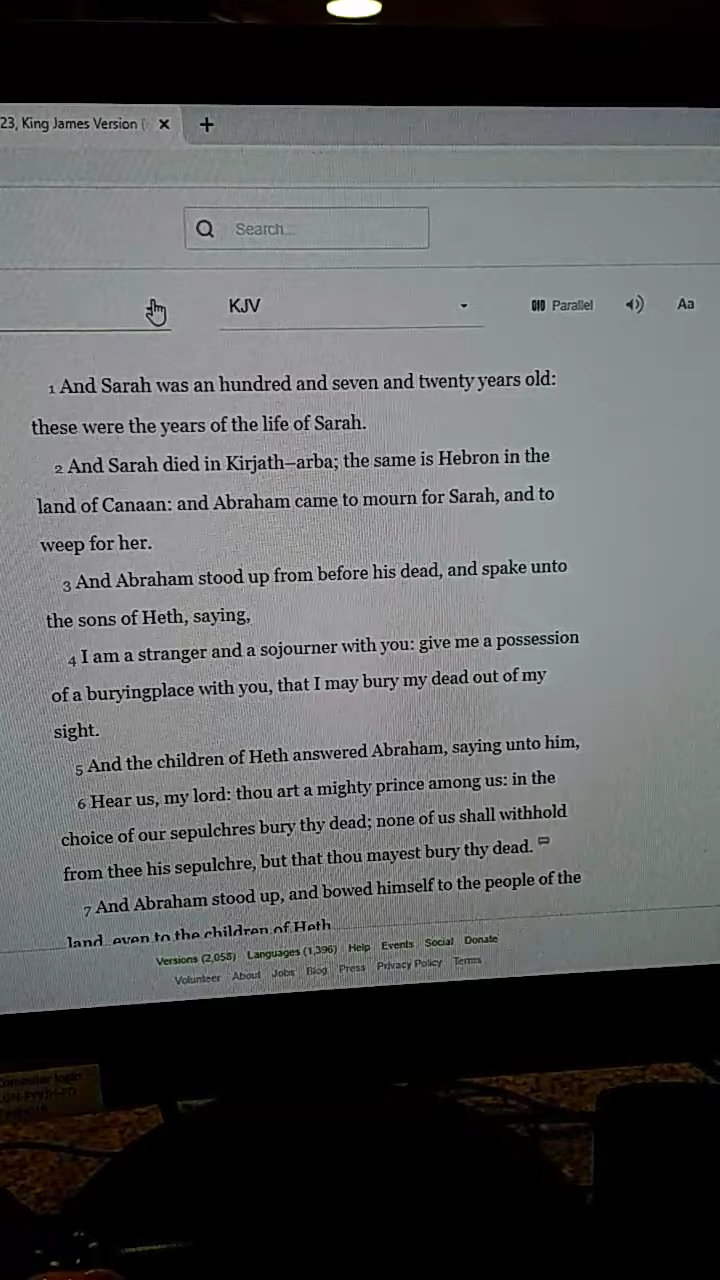 23, King James Version (
Search...
KJV
Parallel
Aa
1 And Sarah was an hundred and seven and twenty years old:
these were the years of the life of Sarah.
2 And Sarah died in Kirjath–arba; the same is Hebron in the
land of Canaan: and Abraham came to mourn for Sarah, and to
weep for her.
3 And Abraham stood up from before his dead, and spake unto
the sons of Heth, saying,
4 I am a stranger and a sojourner with you: give me a possession
of a buryingplace with you, that I may bury my dead out of my
sight.
5 And the children of Heth answered Abraham, saying unto him,
6 Hear us, my lord: thou art a mighty prince among us: in the
choice of our sepulchres bury thy dead; none of us shall withhold
from thee his sepulchre, but that thou mayest bury thy dead.
7 And Abraham stood up, and bowed himself to the people of the
land, even to the children of Heth
Versions (2,058) Languages (1,396) Help Events Social Donate
Volunteer About Jobs Blog Press Privacy Policy Terms